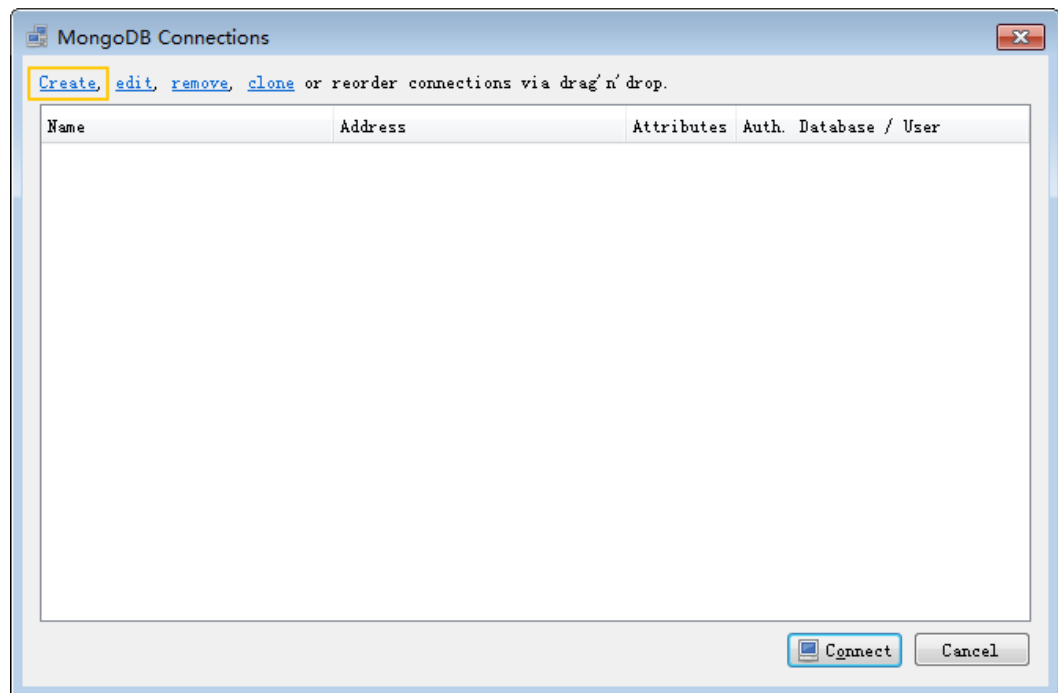 MongoDB Connections
Create, edit, remove, clone or reorder connections via drag'n'drop.
Name Address Attributes Auth. Database / User
Connect Cancel